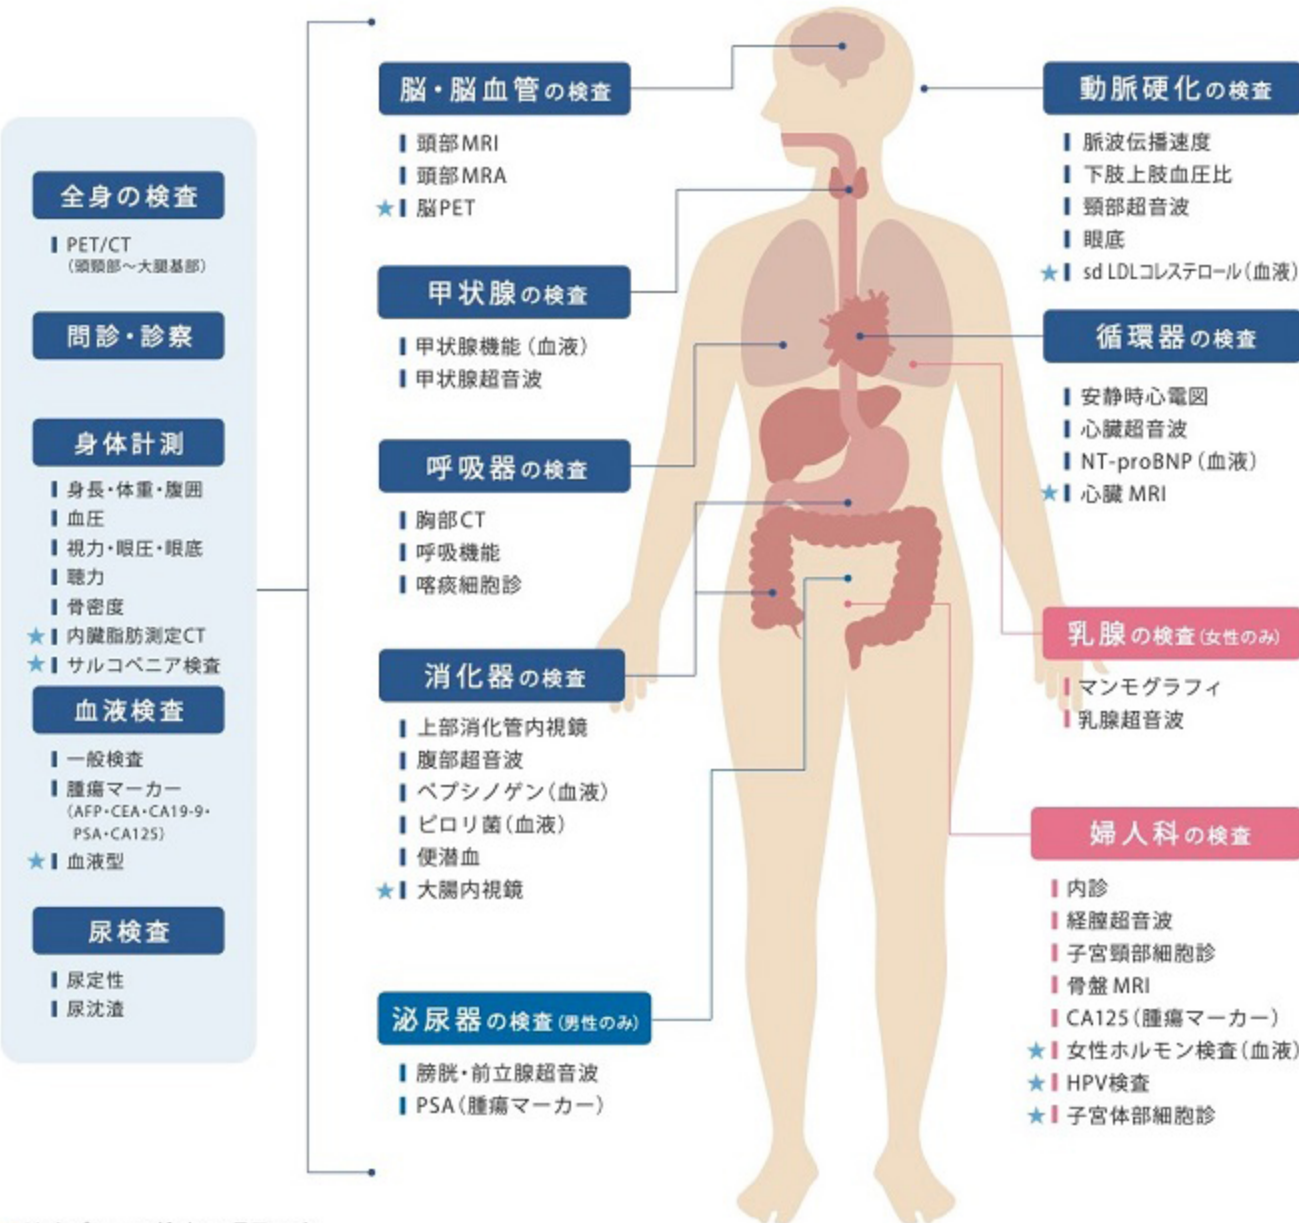 全身の検査
PET/CT
(頭頸部～大腿基部)
問診・診察
身体計測
身長・体重・腹囲
血圧
視力・眼圧・眼底
聴力
骨密度
★ 内臓脂肪測定CT
★ サルコペニア検査
血液検査
一般検査
腫瘍マーカー
(AFP・CEA・CA19-9・
PSA・CA125)
★ 血液型
尿検査
尿定性
尿沈渣
脳・脳血管の検査
頭部MRI
頭部MRA
★ 脳PET
甲状腺の検査
甲状腺機能(血液)
甲状腺超音波
呼吸器の検査
胸部CT
呼吸機能
喀痰細胞診
消化器の検査
上部消化管内視鏡
腹部超音波
ペプシノゲン(血液)
ピロリ菌(血液)
便潜血
★ 大腸内視鏡
泌尿器の検査(男性のみ)
膀胱・前立腺超音波
PSA(腫瘍マーカー)
動脈硬化の検査
脈波伝播速度
下肢上肢血圧比
頸部超音波
眼底
★ sd LDLコレステロール(血液)
循環器の検査
安静時心電図
心臓超音波
NT-proBNP(血液)
★ 心臓 MRI
乳腺の検査(女性のみ)
マンモグラフィ
乳腺超音波
婦人科の検査
内診
経膣超音波
子宮頸部細胞診
骨盤 MRI
CA125(腫瘍マーカー)
★ 女性ホルモン検査(血液)
★ HPV検査
★ 子宮体部細胞診